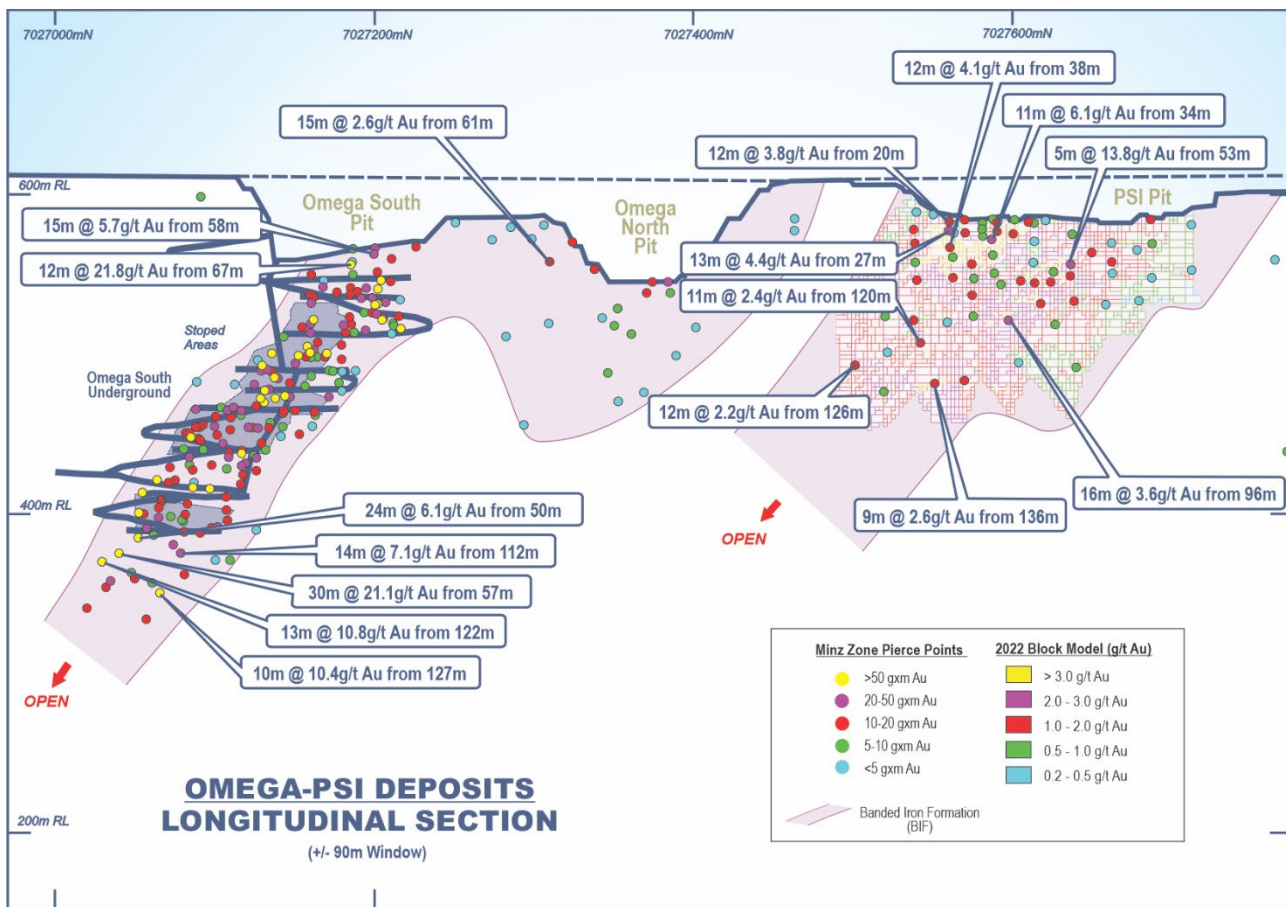 7027000mN
7027200mN
7027400mN
7027600mN
12m @ 4.1g/t Au from 38m
15m @ 2.6g/t Au from 61m
11m @ 6.1g/t Au from 34m
12m @ 3.8g/t Au from 20m
5m @ 13.8g/t Au from 53m
600m RL
Omega South
Pit
Omega
North
Pit
PSI Pit
15m @ 5.7g/t Au from 58m
12m @ 21.8g/t Au from 67m
13m @ 4.4g/t Au from 27m
11m @ 2.4g/t Au from 120m
Stoped
Areas
Omega South
Underground
12m @ 2.2g/t Au from 126m
16m @ 3.6g/t Au from 96m
9m @ 2.6g/t Au from 136m
OPEN
400m RL
24m @ 6.1g/t Au from 50m
14m @ 7.1g/t Au from 112m
30m @ 21.1g/t Au from 57m
13m @ 10.8g/t Au from 122m
10m @ 10.4g/t Au from 127m
OPEN
Minz Zone Pierce Points
>50 gxm Au
20-50 gxm Au
10-20 gxm Au
5-10 gxm Au
<5 gxm Au
2022 Block Model (g/t Au)
> 3.0 g/t Au
2.0 - 3.0 g/t Au
1.0 - 2.0 g/t Au
0.5 - 1.0 g/t Au
0.2 - 0.5 g/t Au
Banded Iron Formation
(BIF)
OMEGA-PSI DEPOSITS
LONGITUDINAL SECTION
(+/- 90m Window)
200m RL